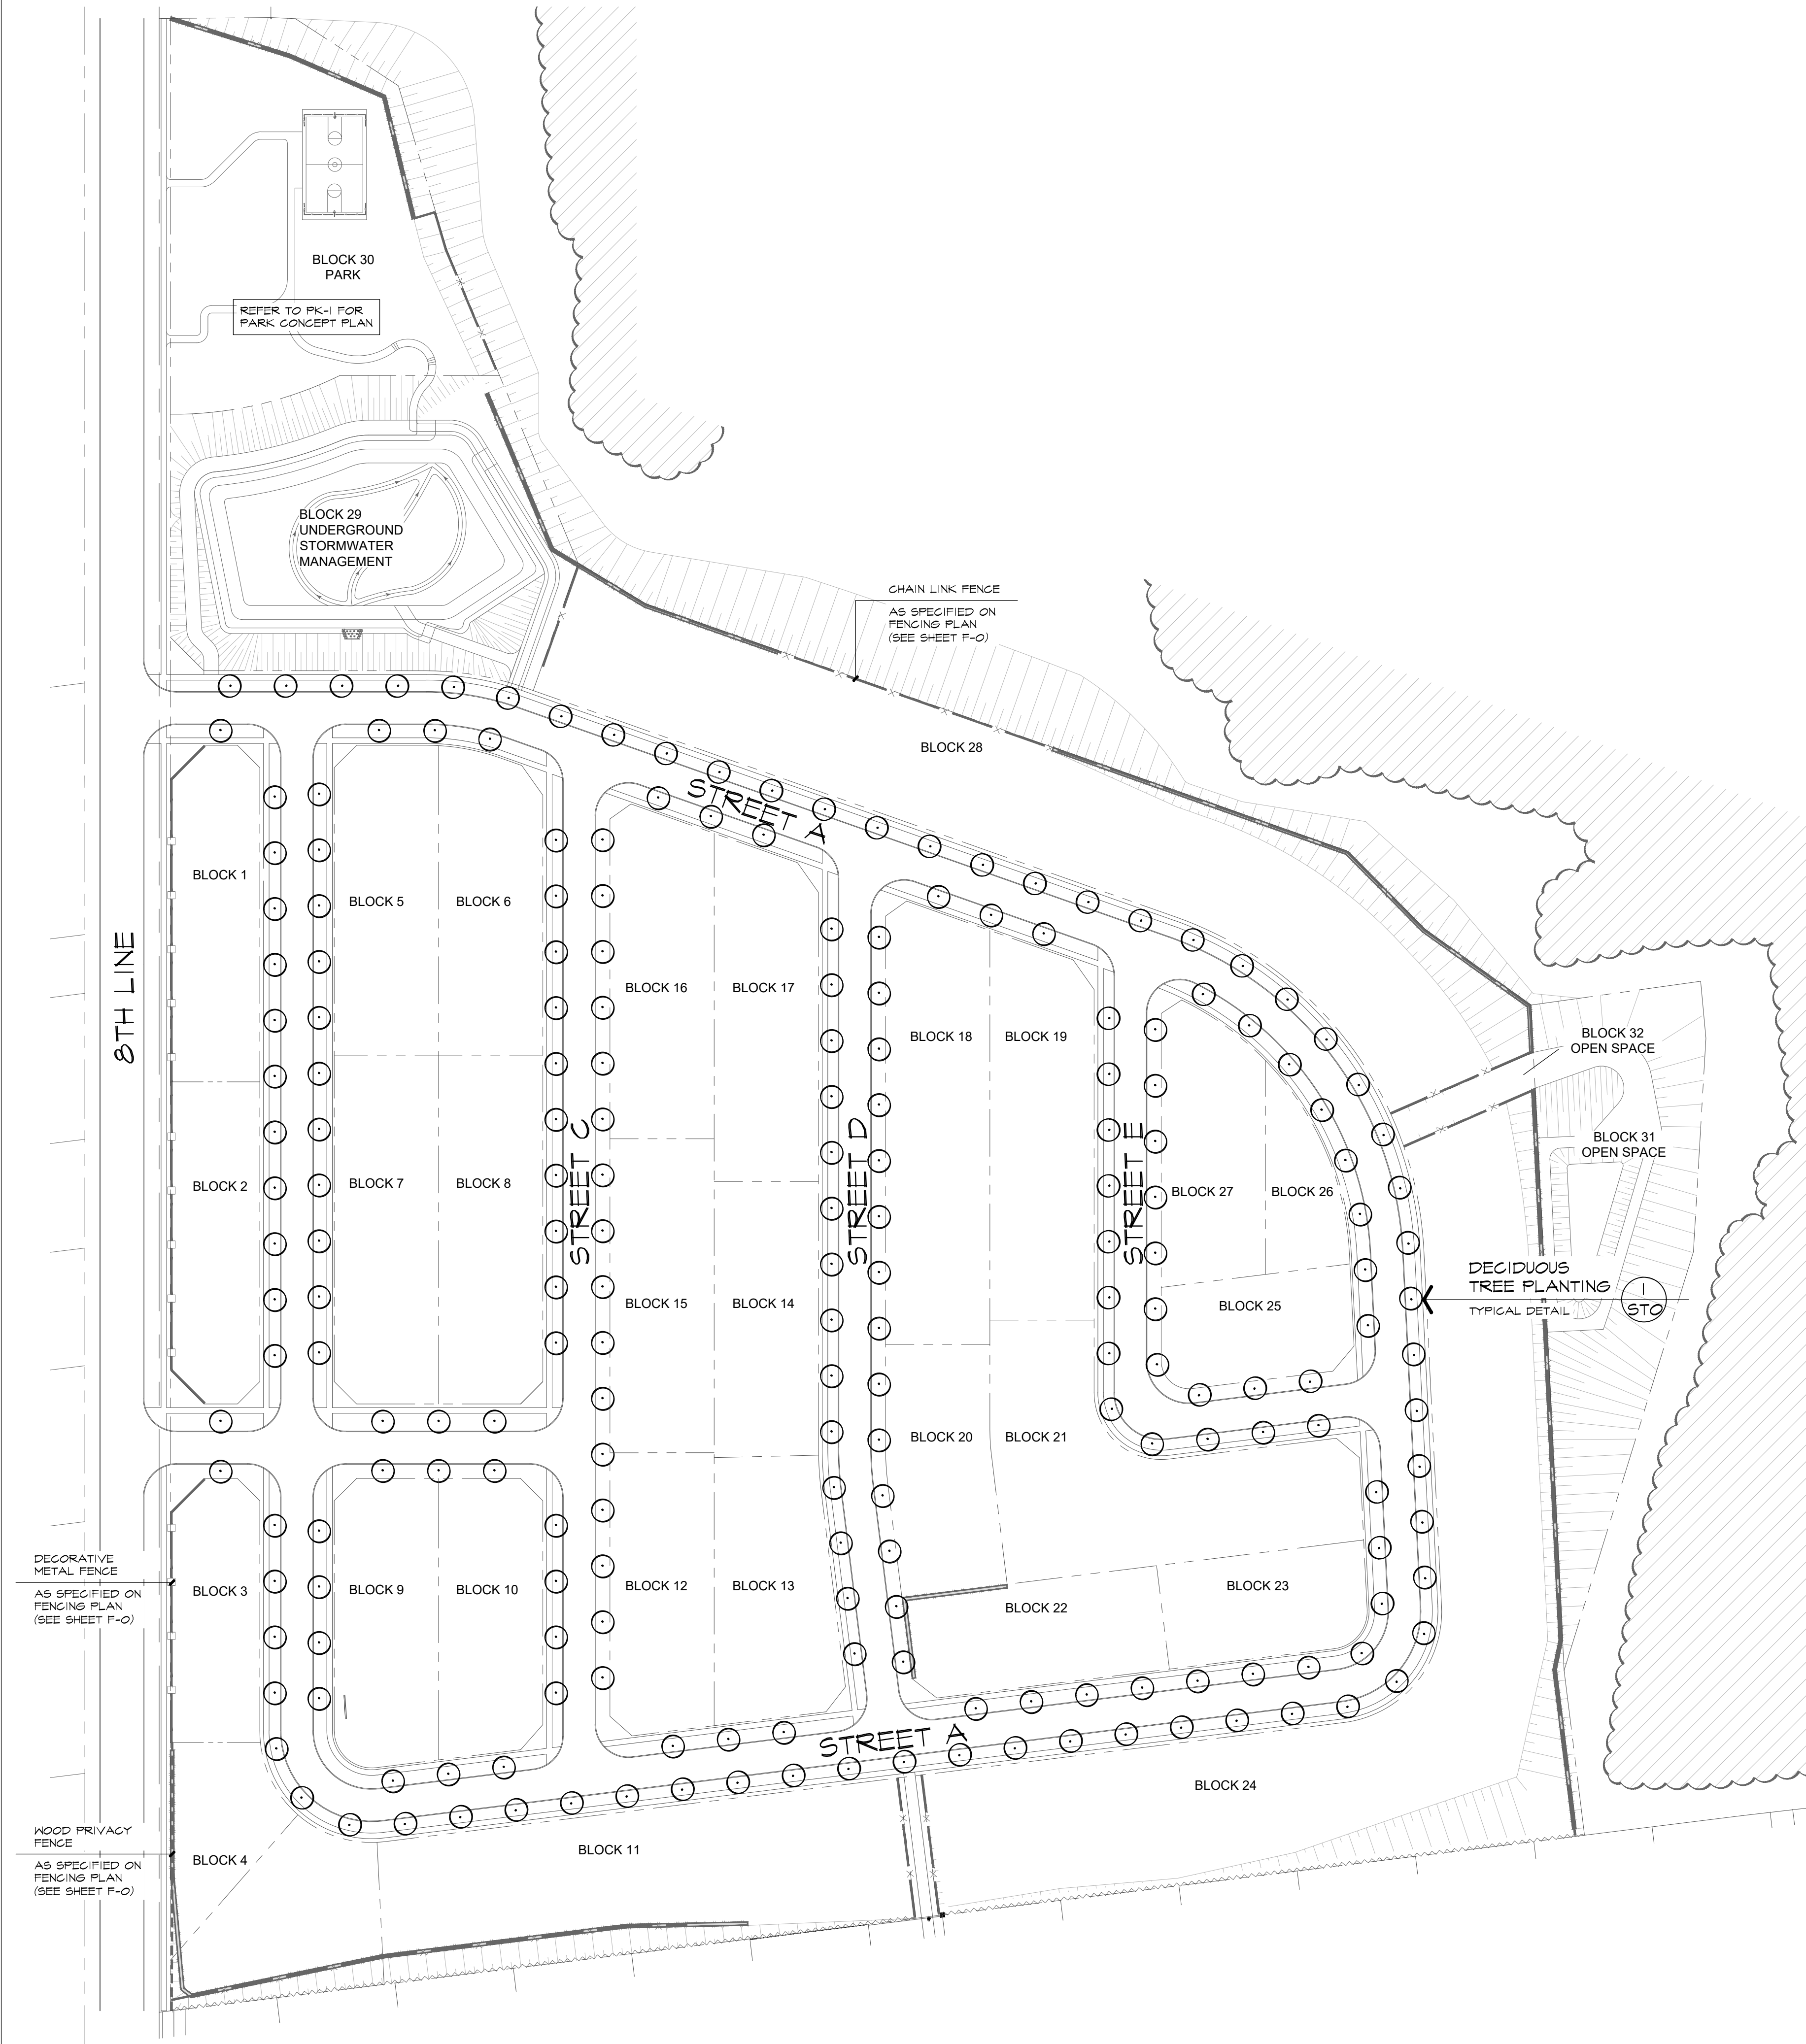 BLOCK 30
PARK
REFER TO PK-1 FOR
PARK CONCEPT PLAN
BLOCK 29
UNDERGROUND
STORMWATER
MANAGEMENT
CHAIN LINK FENCE
AS SPECIFIED ON
FENCING PLAN
(SEE SHEET F-0)
BLOCK 28
STREET A
BLOCK 1
BLOCK 5
BLOCK 6
8TH LINE
BLOCK 16
BLOCK 17
BLOCK 18
BLOCK 19
BLOCK 32
OPEN SPACE
BLOCK 31
OPEN SPACE
BLOCK 2
BLOCK 7
BLOCK 8
STREET C
STREET D
STREET E
BLOCK 27
BLOCK 26
DECIDUOUS
TREE PLANTING
TYPICAL DETAIL
1
STO
BLOCK 15
BLOCK 14
BLOCK 25
BLOCK 20
BLOCK 21
DECORATIVE
METAL FENCE
AS SPECIFIED ON
FENCING PLAN
(SEE SHEET F-0)
BLOCK 3
BLOCK 9
BLOCK 10
BLOCK 12
BLOCK 13
BLOCK 22
BLOCK 23
STREET A
BLOCK 24
WOOD PRIVACY
FENCE
AS SPECIFIED ON
FENCING PLAN
(SEE SHEET F-0)
BLOCK 4
BLOCK 11